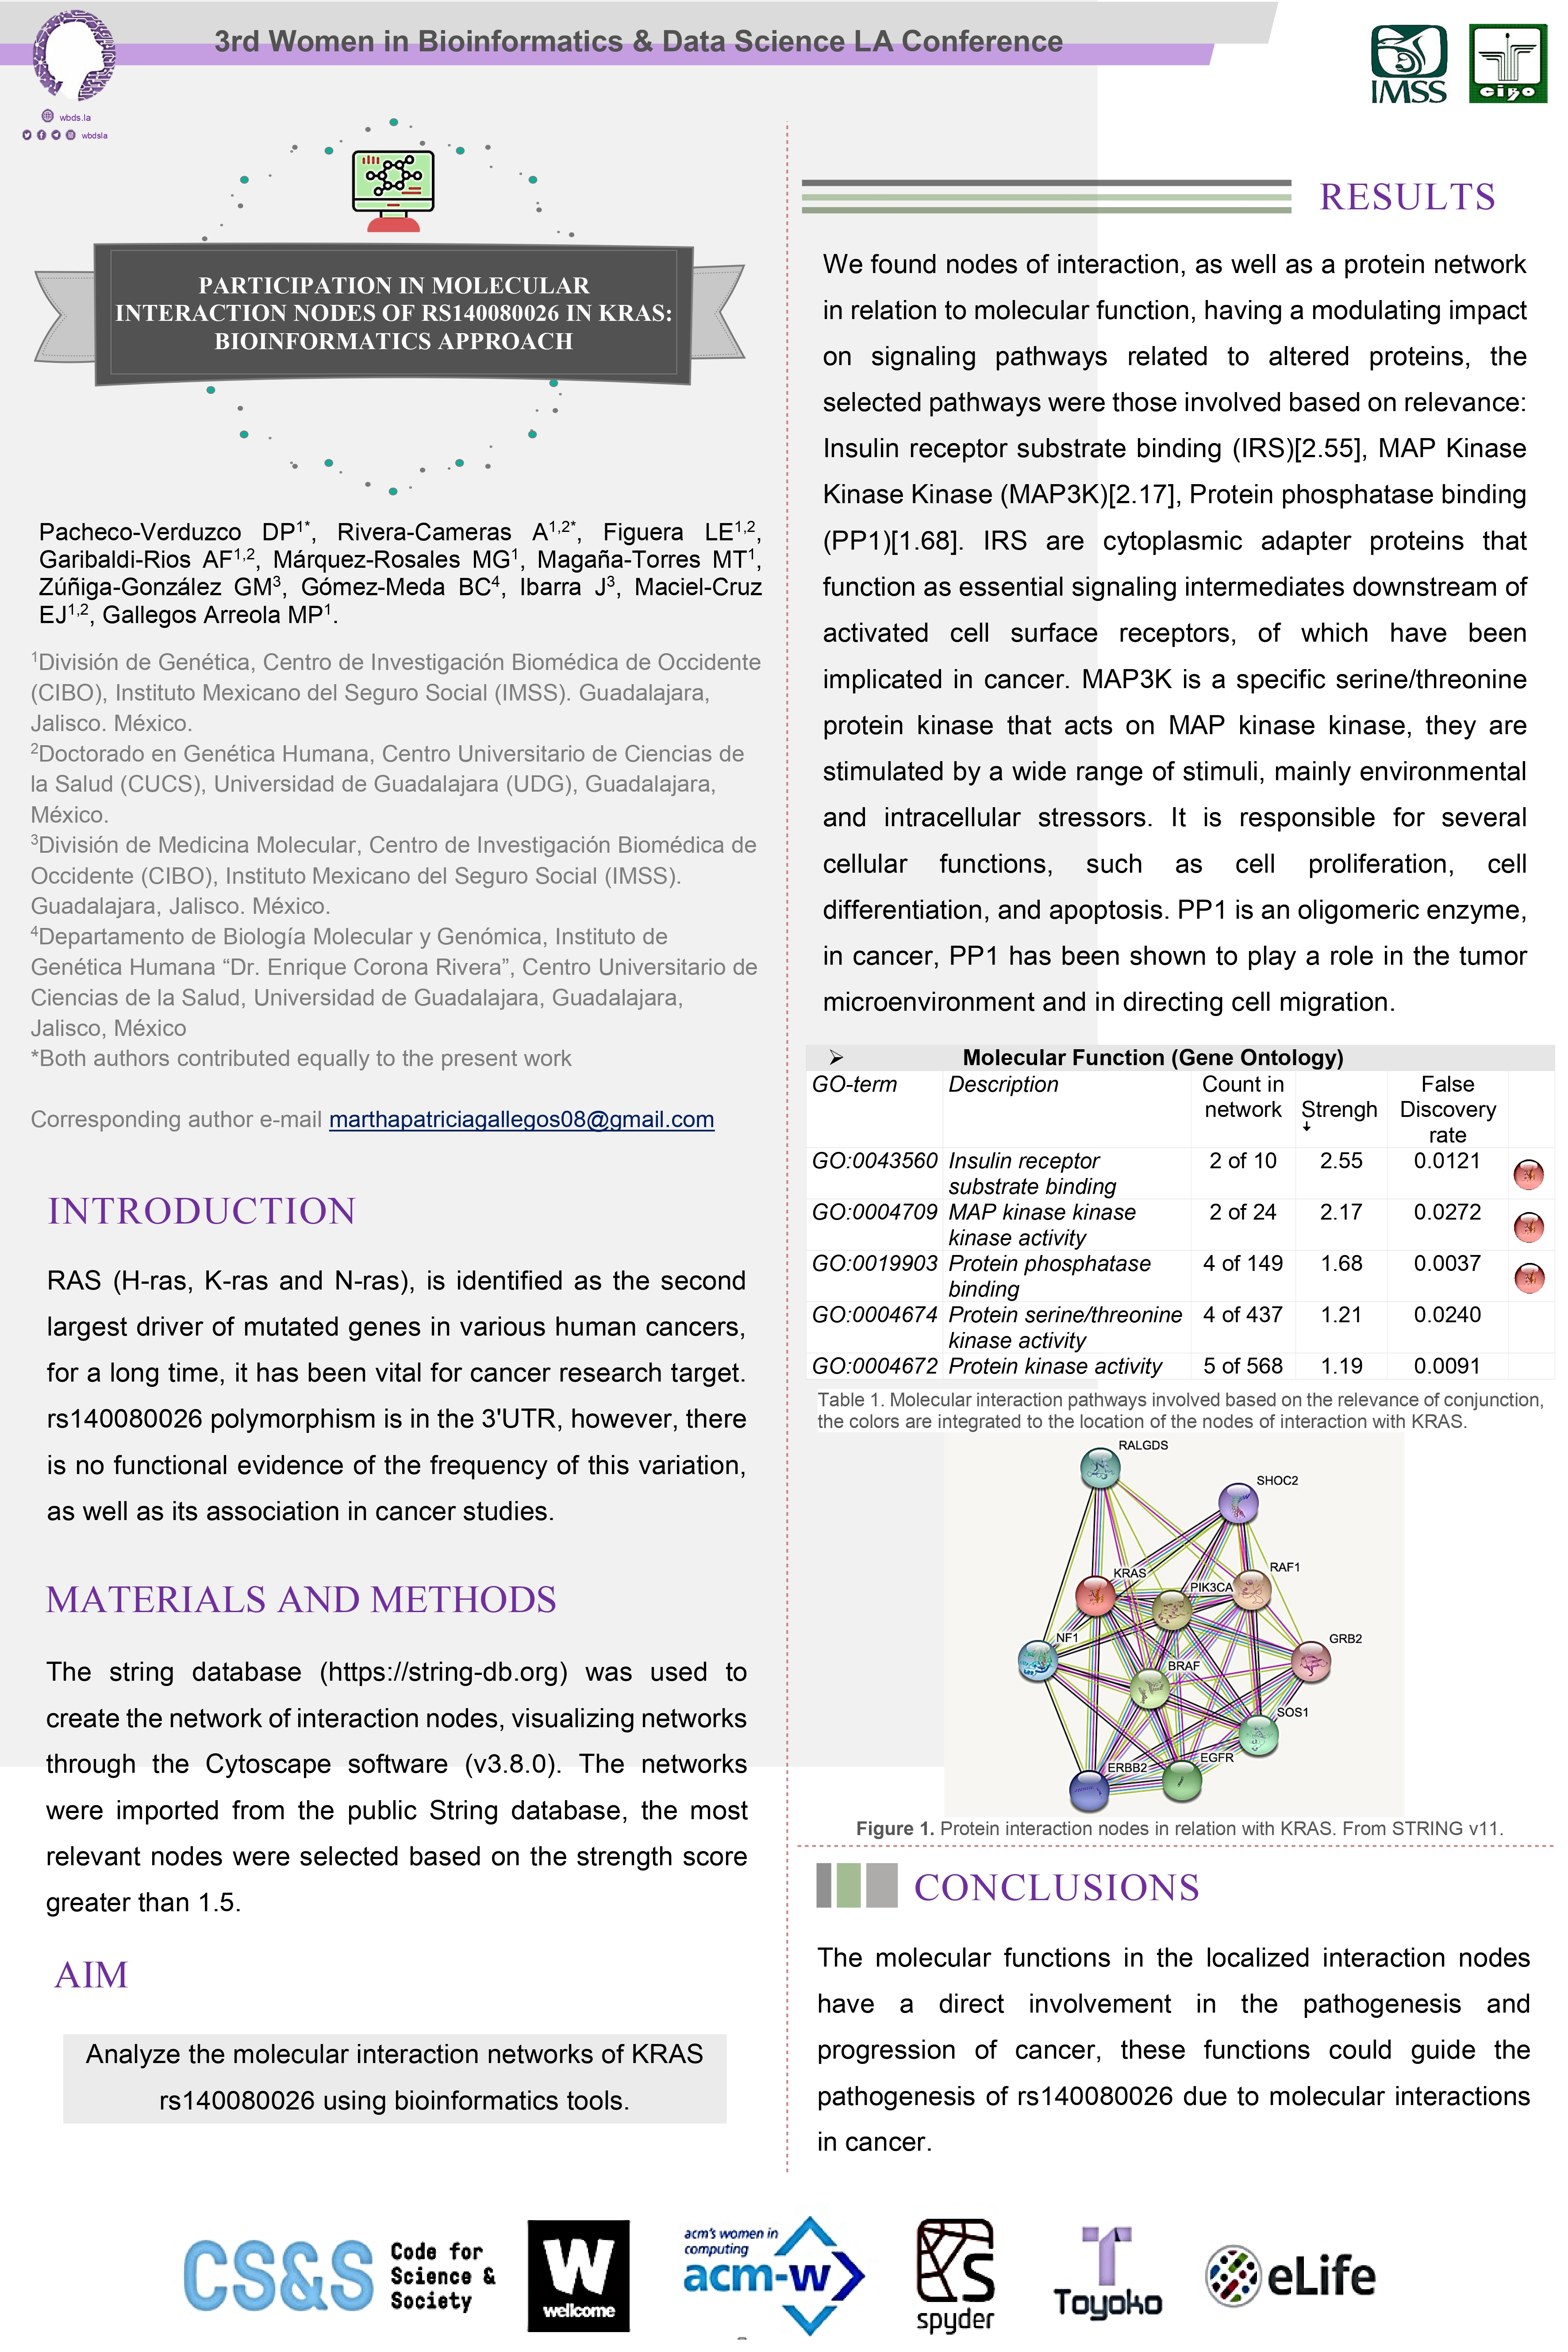 3rd Women in Bioinformatics & Data Science LA Conference
wbds.la
wbdsla
IMSS
CIBO
PARTICIPATION IN MOLECULAR
INTERACTION NODES OF RS140080026 IN KRAS:
BIOINFORMATICS APPROACH
Pacheco-Verduzco DP1*, Rivera-Cameras A1,2*, Figuera LE1,2,
Garibaldi-Rios AF1,2, Márquez-Rosales MG1, Magaña-Torres MT1,
Zúñiga-González GM3, Gómez-Meda BC4, Ibarra J3, Maciel-Cruz
EJ1,2, Gallegos Arreola MP1.
1División de Genética, Centro de Investigación Biomédica de Occidente
(CIBO), Instituto Mexicano del Seguro Social (IMSS). Guadalajara,
Jalisco. México.
2Doctorado en Genética Humana, Centro Universitario de Ciencias de
la Salud (CUCS), Universidad de Guadalajara (UDG), Guadalajara,
México.
3División de Medicina Molecular, Centro de Investigación Biomédica de
Occidente (CIBO), Instituto Mexicano del Seguro Social (IMSS).
Guadalajara, Jalisco. México.
4Departamento de Biología Molecular y Genómica, Instituto de
Genética Humana “Dr. Enrique Corona Rivera”, Centro Universitario de
Ciencias de la Salud, Universidad de Guadalajara, Guadalajara,
Jalisco, México
*Both authors contributed equally to the present work
Corresponding author e-mail marthapatriciagallegos08@gmail.com
INTRODUCTION
RAS (H-ras, K-ras and N-ras), is identified as the second
largest driver of mutated genes in various human cancers,
for a long time, it has been vital for cancer research target.
rs140080026 polymorphism is in the 3'UTR, however, there
is no functional evidence of the frequency of this variation,
as well as its association in cancer studies.
MATERIALS AND METHODS
The string database (https://string-db.org) was used to
create the network of interaction nodes, visualizing networks
through the Cytoscape software (v3.8.0). The networks
were imported from the public String database, the most
relevant nodes were selected based on the strength score
greater than 1.5.
AIM
Analyze the molecular interaction networks of KRAS
rs140080026 using bioinformatics tools.
RESULTS
We found nodes of interaction, as well as a protein network
in relation to molecular function, having a modulating impact
on signaling pathways related to altered proteins, the
selected pathways were those involved based on relevance:
Insulin receptor substrate binding (IRS)[2.55], MAP Kinase
Kinase Kinase (MAP3K)[2.17], Protein phosphatase binding
(PP1)[1.68]. IRS are cytoplasmic adapter proteins that
function as essential signaling intermediates downstream of
activated cell surface receptors, of which have been
implicated in cancer. MAP3K is a specific serine/threonine
protein kinase that acts on MAP kinase kinase, they are
stimulated by a wide range of stimuli, mainly environmental
and intracellular stressors. It is responsible for several
cellular functions, such as cell proliferation, cell
differentiation, and apoptosis. PP1 is an oligomeric enzyme,
in cancer, PP1 has been shown to play a role in the tumor
microenvironment and in directing cell migration.
Molecular Function (Gene Ontology)
GO-term Description Count in network Strengh False Discovery rate
GO:0043560 Insulin receptor substrate binding 2 of 10 2.55 0.0121
GO:0004709 MAP kinase kinase kinase activity 2 of 24 2.17 0.0272
GO:0019903 Protein phosphatase binding 4 of 149 1.68 0.0037
GO:0004674 Protein serine/threonine kinase activity 4 of 437 1.21 0.0240
GO:0004672 Protein kinase activity 5 of 568 1.19 0.0091
Table 1. Molecular interaction pathways involved based on the relevance of conjunction,
the colors are integrated to the location of the nodes of interaction with KRAS.
RALGDS
SHOC2
RAF1
KRAS
PIK3CA
NF1
GRB2
BRAF
SOS1
EGFR
ERBB2
Figure 1. Protein interaction nodes in relation with KRAS. From STRING v11.
CONCLUSIONS
The molecular functions in the localized interaction nodes
have a direct involvement in the pathogenesis and
progression of cancer, these functions could guide the
pathogenesis of rs140080026 due to molecular interactions
in cancer.
CS&S
Code for
Science &
Society
W
wellcome
acm's women in
computing
acm-w
spyder
Toyoko
eLife